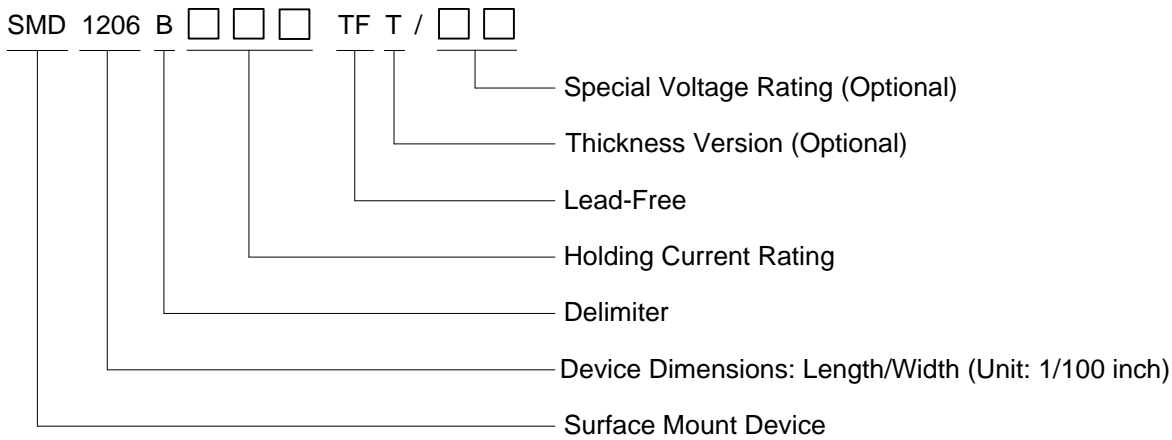 SMD 1206 B □ □ □ TF T / □ □
Special Voltage Rating (Optional)
Thickness Version (Optional)
Lead-Free
Holding Current Rating
Delimiter
Device Dimensions: Length/Width (Unit: 1/100 inch)
Surface Mount Device